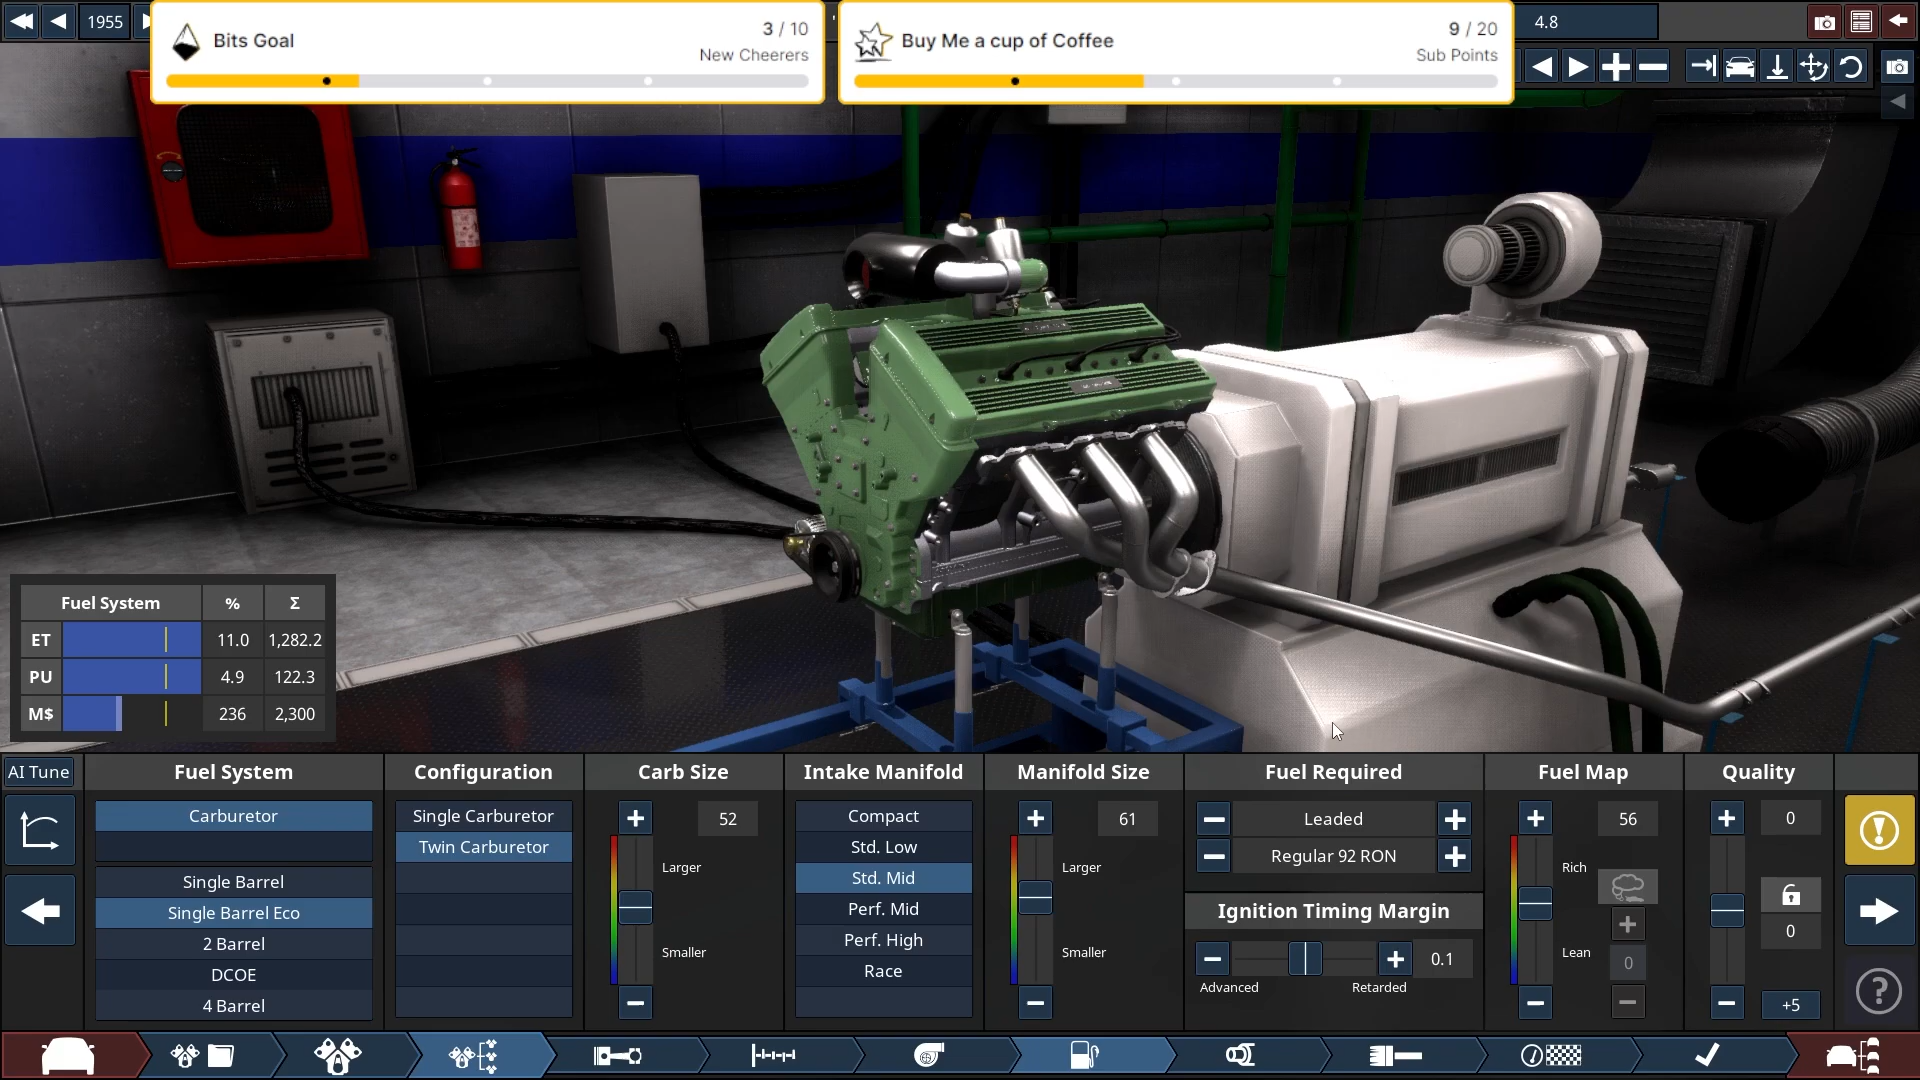 1955
Bits Goal
3 / 10
New Cheerers
Buy Me a cup of Coffee
9 / 20
Sub Points
4.8
Fuel System % Σ
ET 11.0 1,282.2
PU 4.9 122.3
M$ 236 2,300
AI Tune
Fuel System
Carburetor
Single Barrel
Single Barrel Eco
2 Barrel
DCOE
4 Barrel
Configuration
Single Carburetor
Twin Carburetor
Carb Size
52
Larger
Smaller
Intake Manifold
Compact
Std. Low
Std. Mid
Perf. Mid
Perf. High
Race
Manifold Size
61
Larger
Smaller
Fuel Required
Leaded
Regular 92 RON
Ignition Timing Margin
0.1
Advanced
Retarded
Fuel Map
56
Rich
Lean
0
Quality
0
0
+5